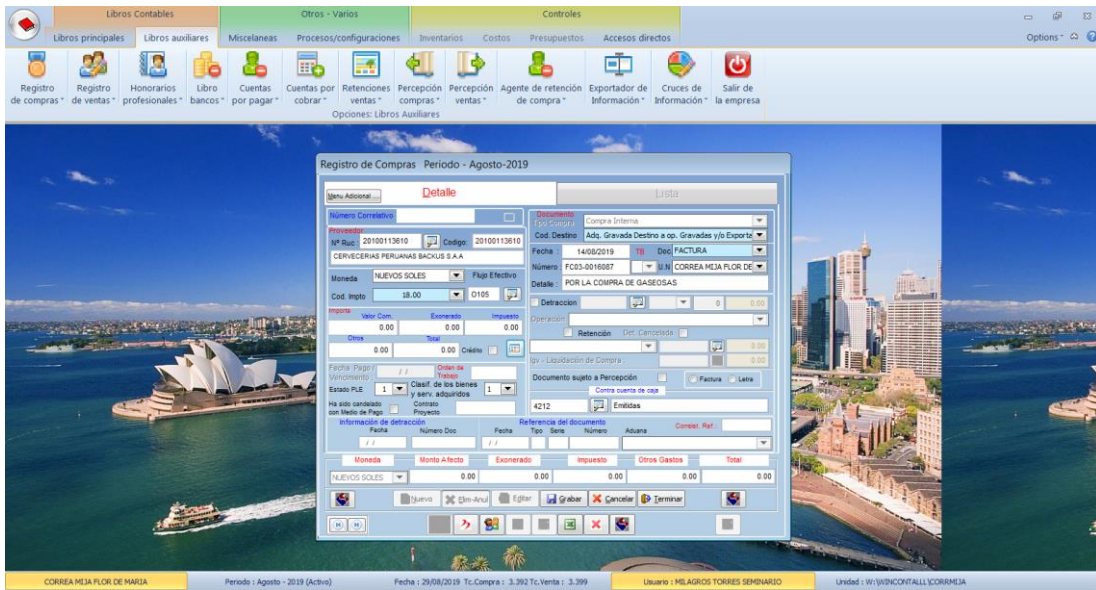 Libros Contables Otros - Varios Controles
Libros principales Libros auxiliares Miscelaneas Procesos/configuraciones Inventarios Costos Presupuestos Accesos directos Options
Registro de compras Registro de ventas Honorarios profesionales Libro bancos Cuentas por pagar Cuentas por cobrar Retenciones ventas Percepción compras Percepción ventas Agente de retención de compra Exportador de Información Cruces de Información Salir de la empresa
Opciones: Libros Auxiliares
Registro de Compras Periodo - Agosto-2019
Menu Adicional .... Detalle Lista
Número Correlativo
Proveedor
Nº Ruc : 20100113610 Codigo: 20100113610
CERVECERIAS PERUANAS BACKUS S.A.A
Moneda NUEVOS SOLES Flujo Efectivo
Cod. Impto 18.00 0105
Importe
Valor Com. Exonerado Impuesto
0.00 0.00 0.00
Otros Total
0.00 0.00 Crédito
Fecha Pago / Vencimiento / / Orden de Trabajo
Estado PLE 1 Clasif. de los bienes y serv. adquiridos 1
Ha sido cancelado con Medio de Pago Contrato Proyecto
Documento
Tipo Compra Compra Interna
Cod. Destino Adq. Gravada Destino a op. Gravadas y/o Exporta
Fecha : 14/08/2019 TB Doc. FACTURA
Número : FC03-0016087 U.N CORREA MIJA FLOR DE
Detalle : POR LA COMPRA DE GASEOSAS
Detraccion 0 0.00
Operación
Retención Det. Cancelada
0.00
Igv - Liquidación de Compra 0.00
Documento sujeto a Percepción Factura Letra
Contra cuenta de caja
4212 Emitidas
Información de detracción Referencia del documento Correlat. Ref.:
Fecha Número Doc Fecha Tipo Serie Número Aduana
/ / / /
Moneda Monto Afecto Exonerado Impuesto Otros Gastos Total
NUEVOS SOLES 0.00 0.00 0.00 0.00 0.00
Nuevo Elim-Anul Editar Grabar Cancelar Terminar
CORREA MIJA FLOR DE MARIA Periodo : Agosto - 2019 (Activo) Fecha : 29/08/2019 Tc.Compra : 3.392 Tc.Venta : 3.399 Usuario : MILAGROS TORRES SEMINARIO Unidad : W:\WINCONTALLL\CORRMIJA